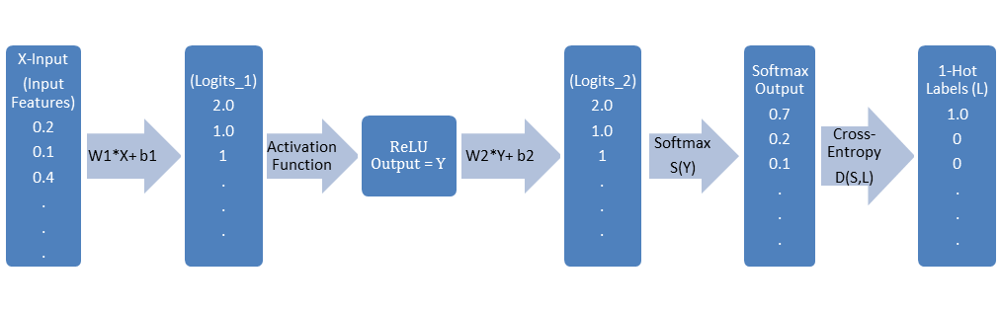 X-Input
(Input
Features)
0.2
0.1
0.4
.
.
.
W1*X+ b1
(Logits_1)
2.0
1.0
1
.
.
.
Activation
Function
ReLU
Output = Y
W2*Y+ b2
(Logits_2)
2.0
1.0
1
.
.
.
Softmax
S(Y)
Softmax
Output
0.7
0.2
0.1
.
.
.
Cross-
Entropy
D(S,L)
1-Hot
Labels (L)
1.0
0
0
.
.
.